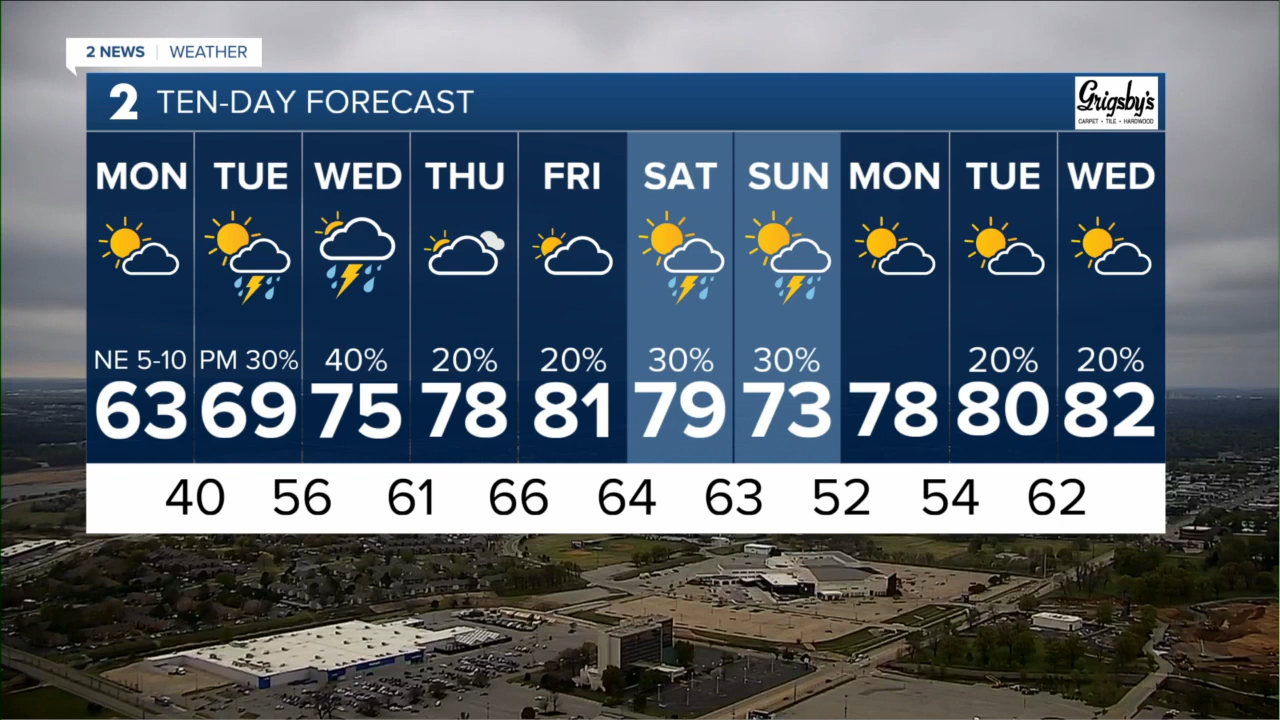 2 NEWS | WEATHER
2 TEN-DAY FORECAST
Grigsby's
CARPET • TILE • HARDWOOD
MON TUE WED THU FRI SAT SUN MON TUE WED
NE 5-10 PM 30% 40% 20% 20% 30% 30% 20% 20%
63 69 75 78 81 79 73 78 80 82
40 56 61 66 64 63 52 54 62